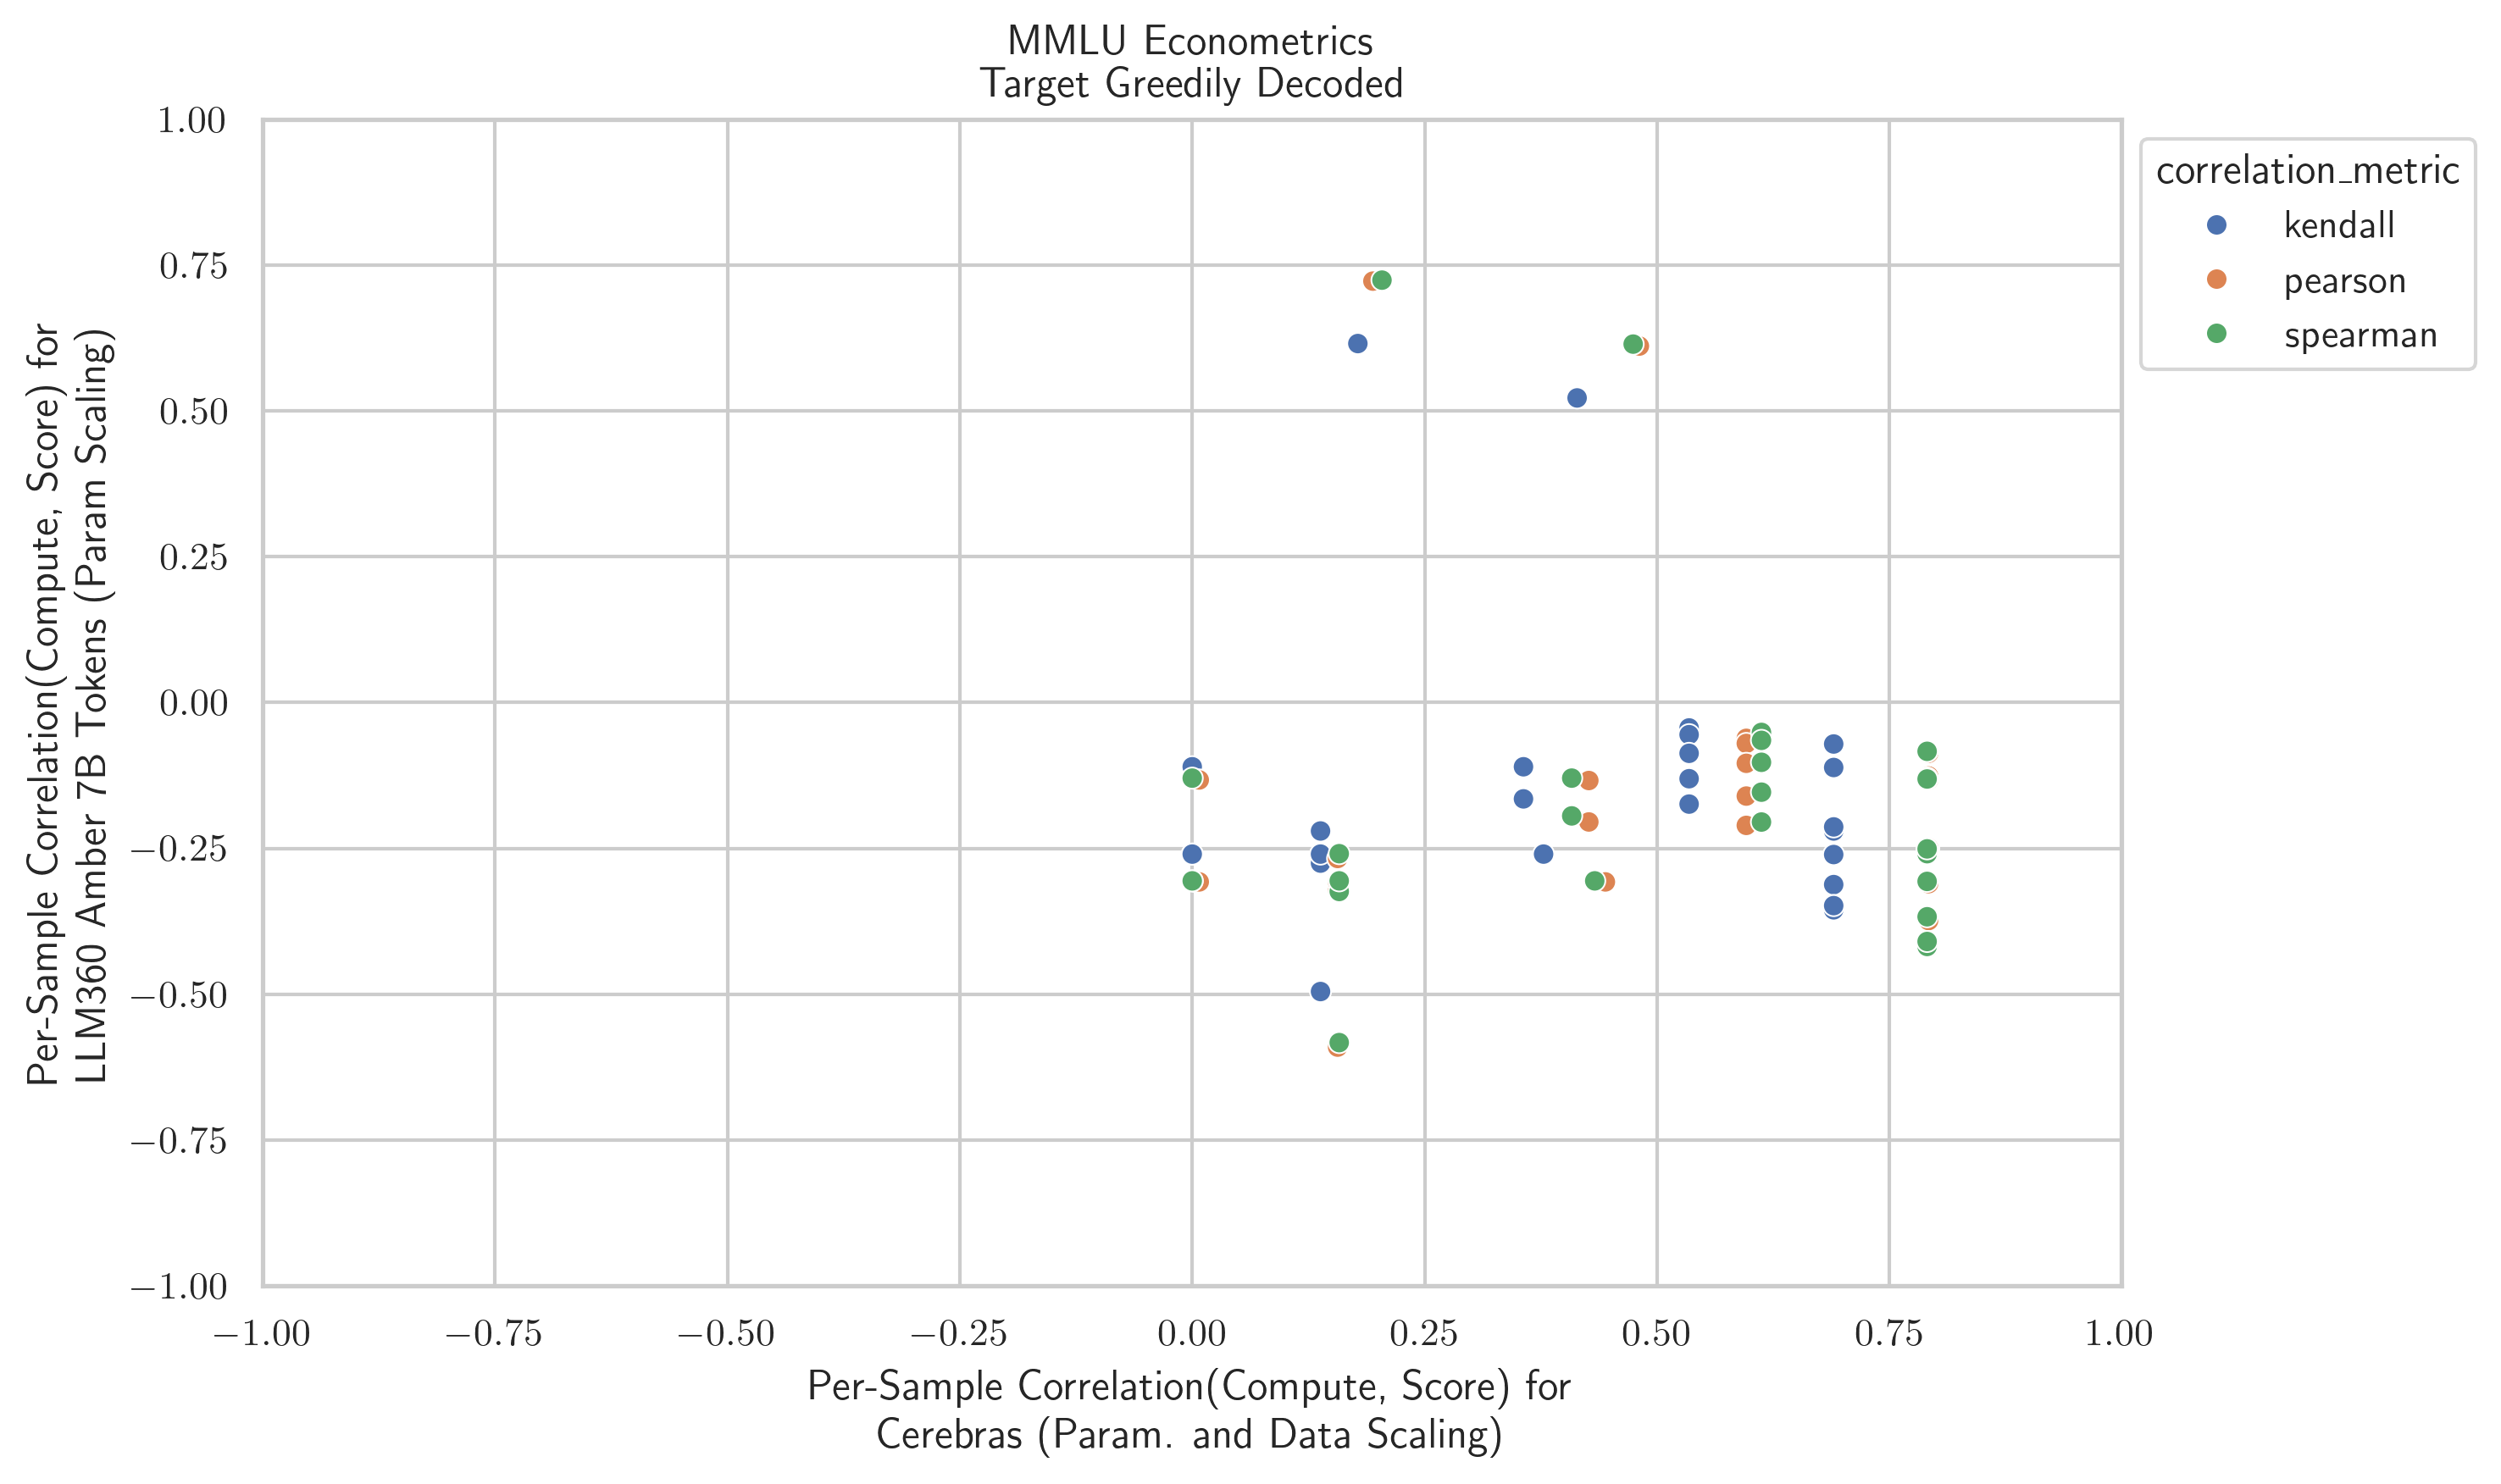 MMLU Econometrics
Target Greedily Decoded
correlation_metric
kendall
pearson
spearman
Per-Sample Correlation(Compute, Score) for
LLM360 Amber 7B Tokens (Param Scaling)
1.00
0.75
0.50
0.25
0.00
−0.25
−0.50
−0.75
−1.00
−1.00 −0.75 −0.50 −0.25 0.00 0.25 0.50 0.75 1.00
Per-Sample Correlation(Compute, Score) for
Cerebras (Param. and Data Scaling)